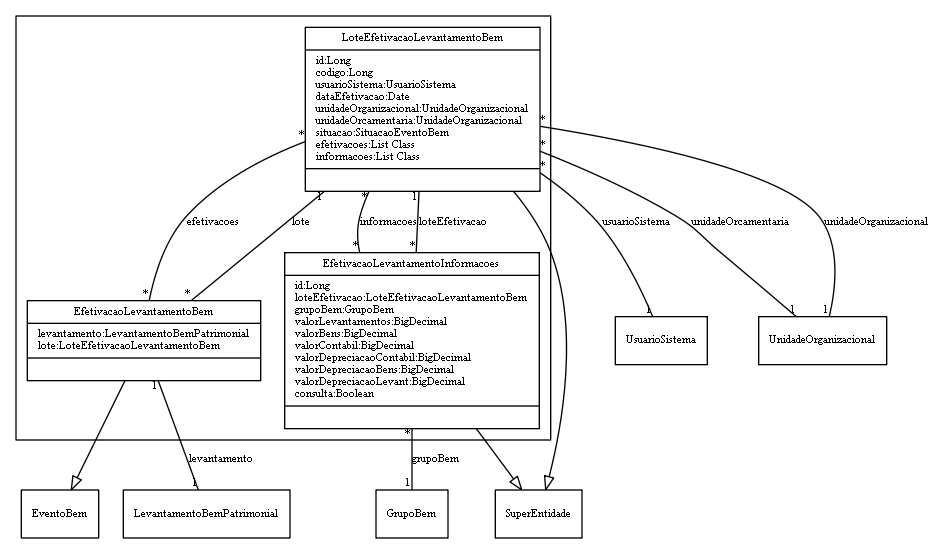 LoteEfetivacaoLevantamentoBem
id:Long
codigo:Long
usuarioSistema:UsuarioSistema
dataEfetivacao:Date
unidadeOrganizacional:UnidadeOrganizacional
unidadeOrcamentaria:UnidadeOrganizacional
situacao:SituacaoEventoBem
efetivacoes:List Class
informacoes:List Class
*
*
*
*
1
*
1
efetivacoes
lote
informacoes
loteEfetivacao
usuarioSistema
unidadeOrcamentaria
unidadeOrganizacional
*
*
*
*
EfetivacaoLevantamentoInformacoes
id:Long
loteEfetivacao:LoteEfetivacaoLevantamentoBem
grupoBem:GrupoBem
valorLevantamentos:BigDecimal
valorBens:BigDecimal
valorContabil:BigDecimal
valorDepreciacaoContabil:BigDecimal
valorDepreciacaoBens:BigDecimal
valorDepreciacaoLevant:BigDecimal
consulta:Boolean
EfetivacaoLevantamentoBem
levantamento:LevantamentoBemPatrimonial
lote:LoteEfetivacaoLevantamentoBem
1
1
1
UsuarioSistema
UnidadeOrganizacional
1
*
levantamento
grupoBem
1
1
EventoBem
LevantamentoBemPatrimonial
GrupoBem
SuperEntidade